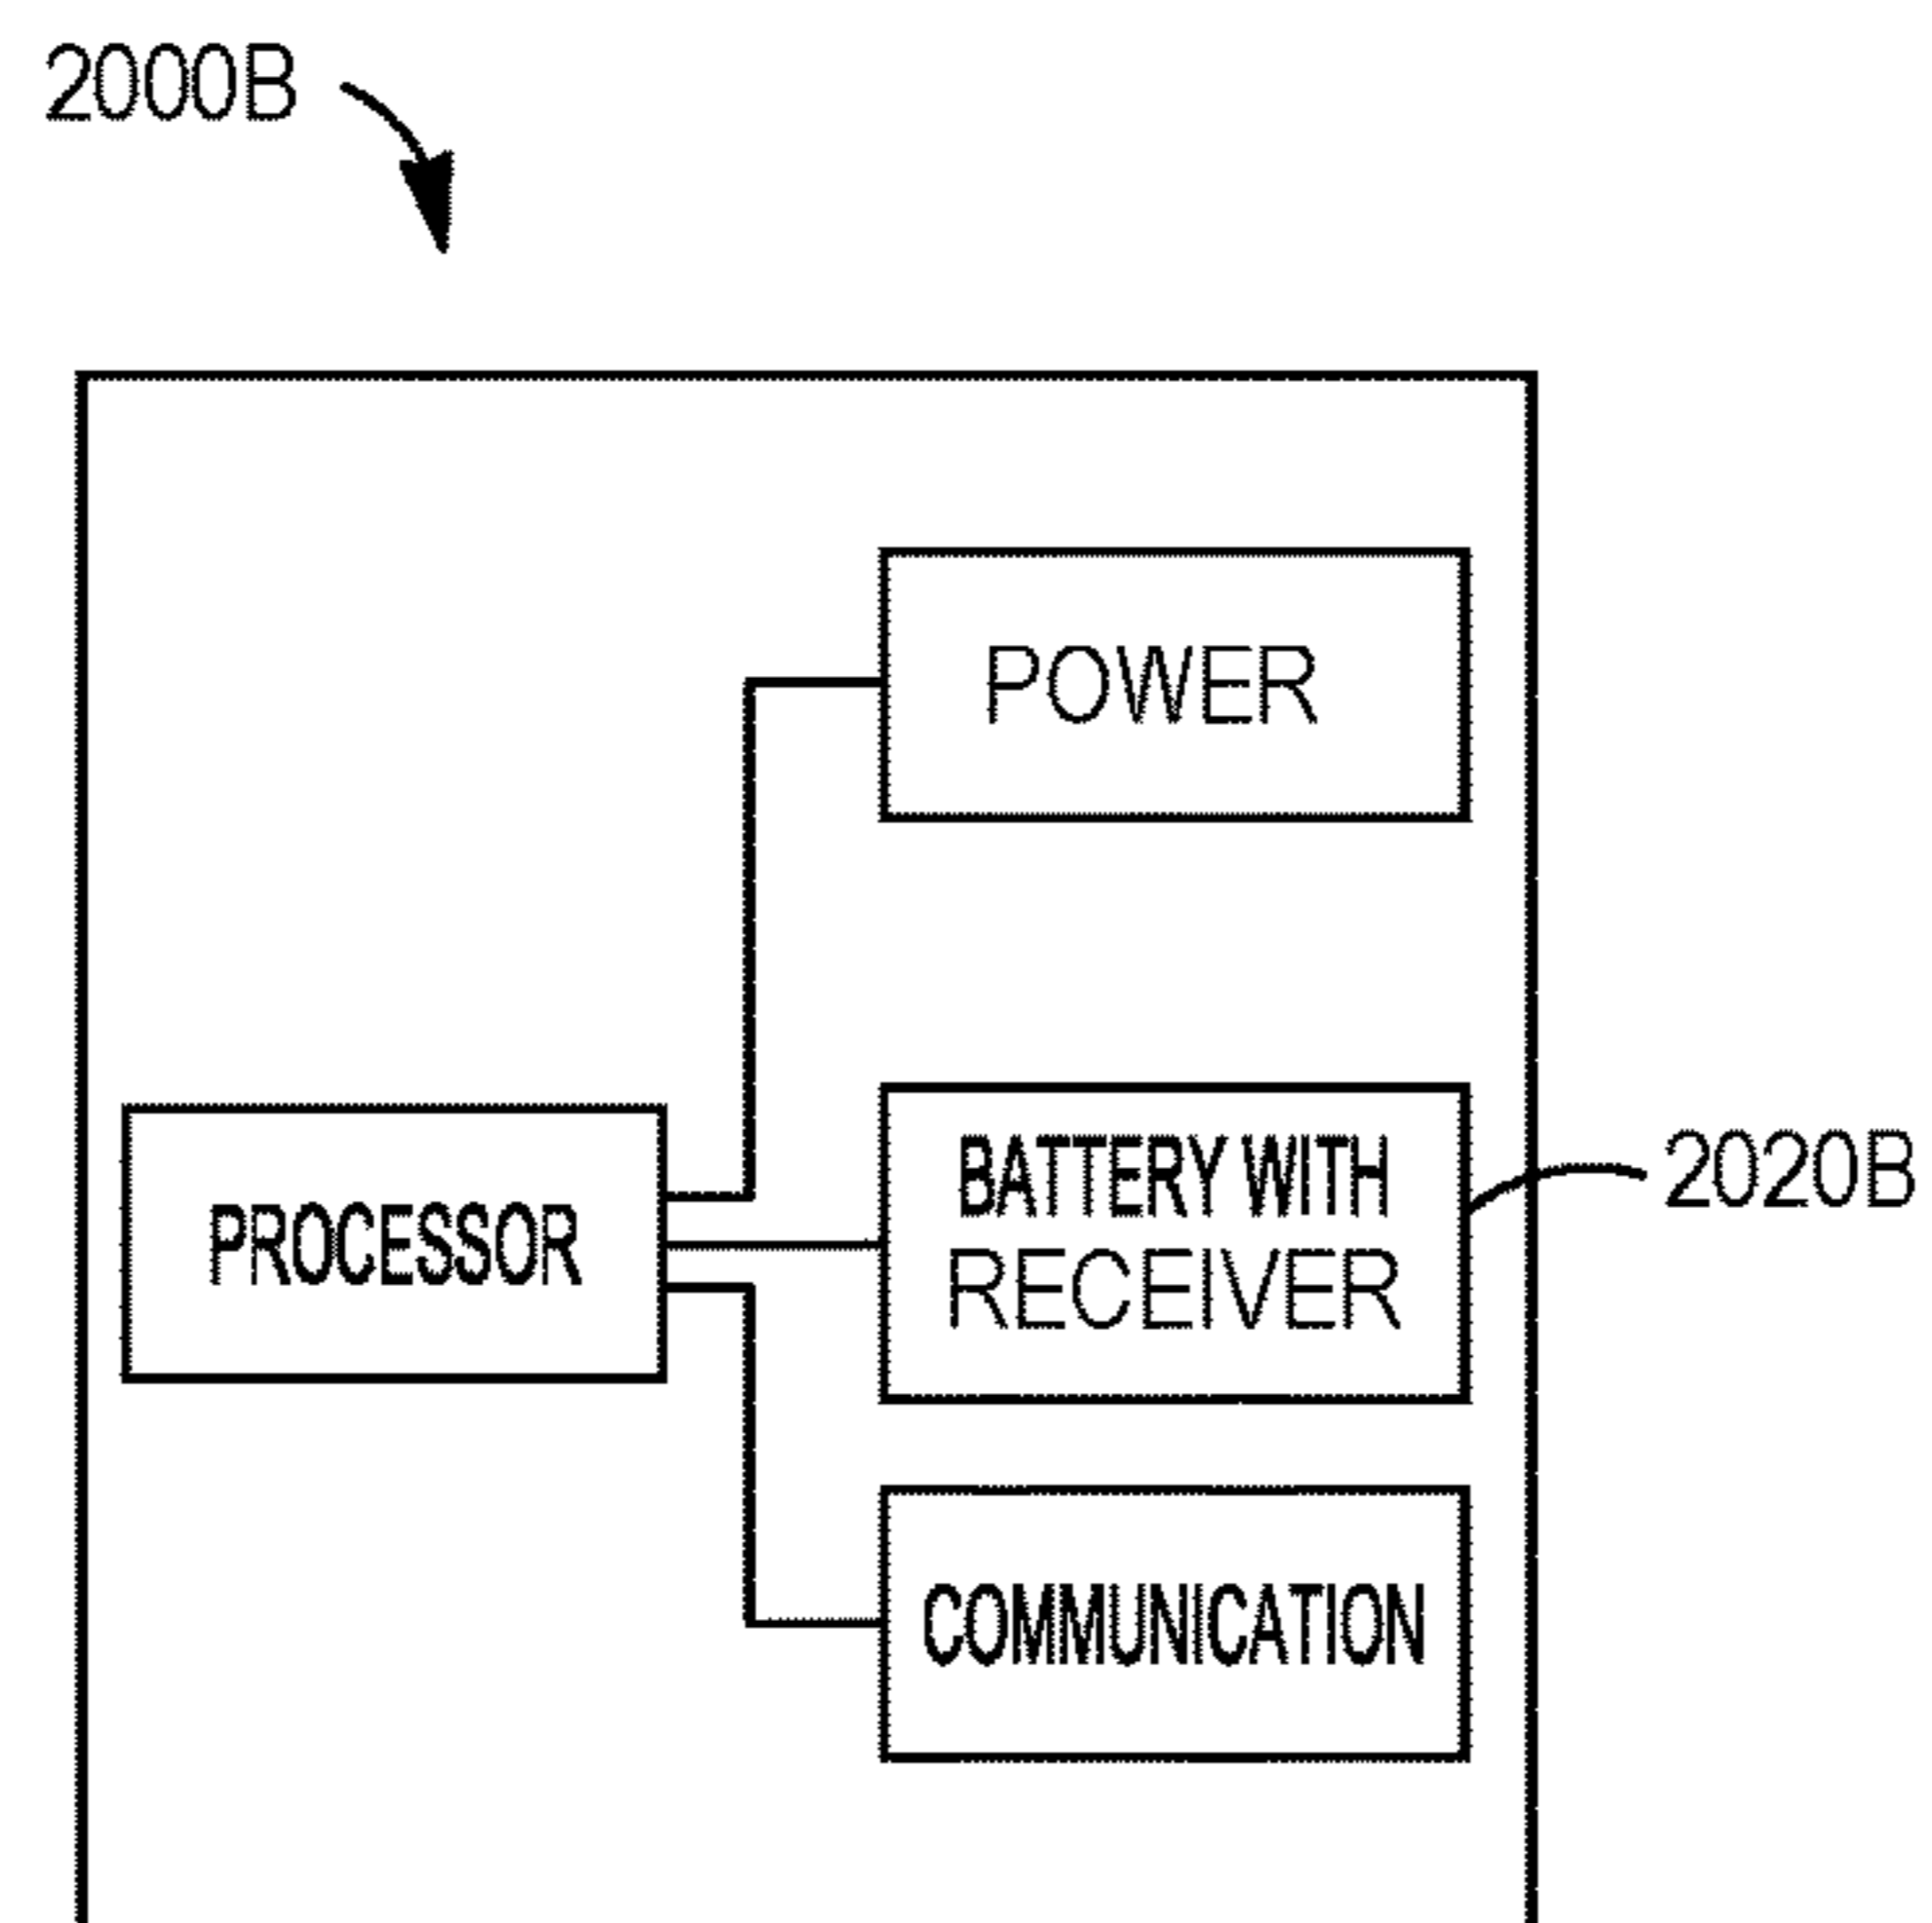 2000B
POWER
PROCESSOR
BATTERY WITH
RECEIVER
2020B
COMMUNICATION